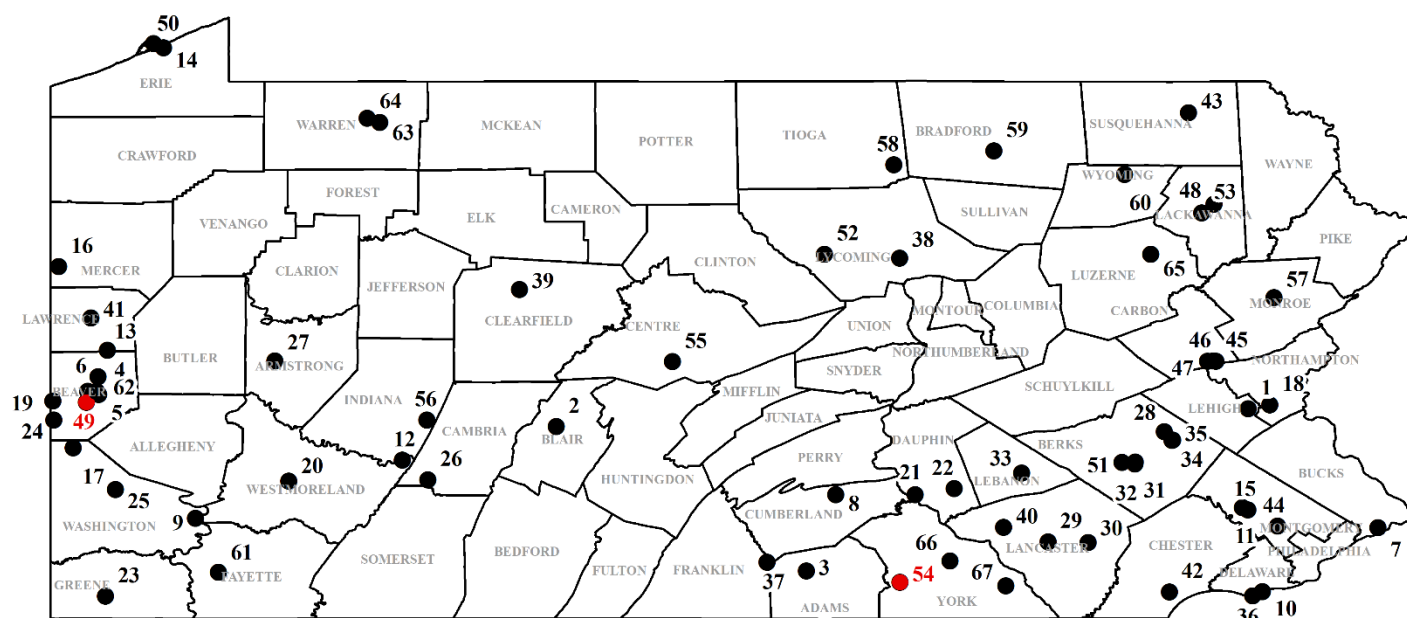 50
14
ERIE
64
WARREN
63
MCKEAN
CRAWFORD
POTTER
TIOGA
58
BRADFORD
59
43
SUSQUEHANNA
WAYNE
FOREST
VENANGO
ELK
CAMERON
SULLIVAN
WYOMING
60
48
53
LACKAWANNA
PIKE
16
MERCER
CLARION
JEFFERSON
39
CLEARFIELD
CLINTON
52
LYCOMING
38
LUZERNE
65
57
MONROE
41
LAWRENCE
13
BUTLER
27
ARMSTRONG
CENTRE
55
UNION
MONTOUR
COLUMBIA
CARBON
NORTHUMBERLAND
SNYDER
46
45
47
NORTHAMPTON
6
4
BEAVER
62
19
5
49
24
ALLEGHENY
INDIANA
56
CAMBRIA
2
BLAIR
MIFFLIN
JUNIATA
SCHUYLKILL
LEHIGH
1
18
28
BERKS
35
34
DAUPHIN
PERRY
17
25
20
WESTMORELAND
12
26
HUNTINGDON
21
22
33
LEBANON
51
32
31
BUCKS
WASHINGTON
9
CUMBERLAND
8
40
29
30
LANCASTER
15
44
11
MONTGOMERY
7
PHILADELPHIA
61
FAYETTE
SOMERSET
BEDFORD
FULTON
FRANKLIN
37
3
ADAMS
66
54
67
YORK
CHESTER
42
DELAWARE
36
10
GREENE
23